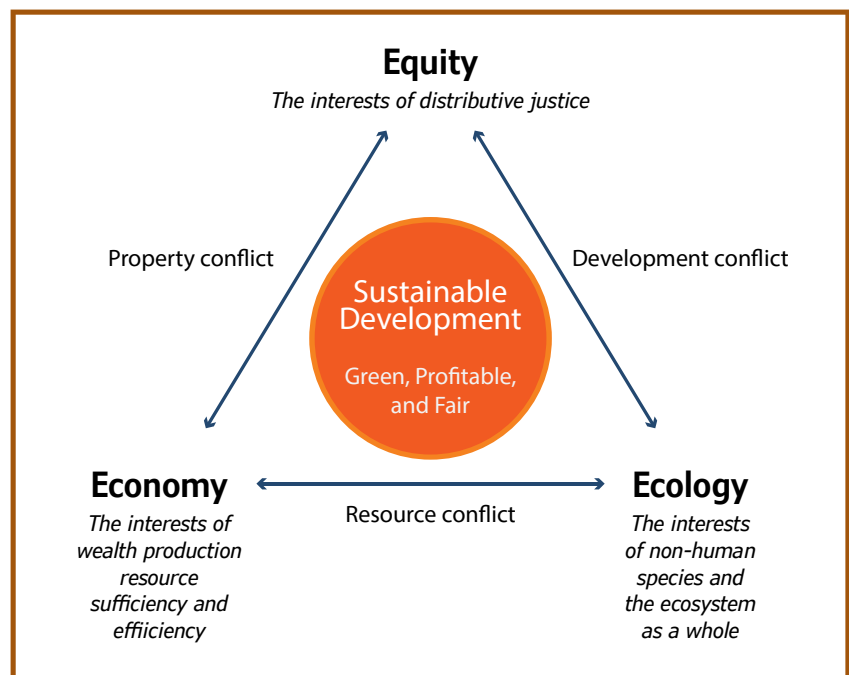 Equity
The interests of distributive justice
Property conflict
Development conflict
Sustainable
Development
Green, Profitable,
and Fair
Economy
The interests of
wealth production
resource
sufficiency and
effiiciency
Resource conflict
Ecology
The interests
of non-human
species and
the ecosystem
as a whole